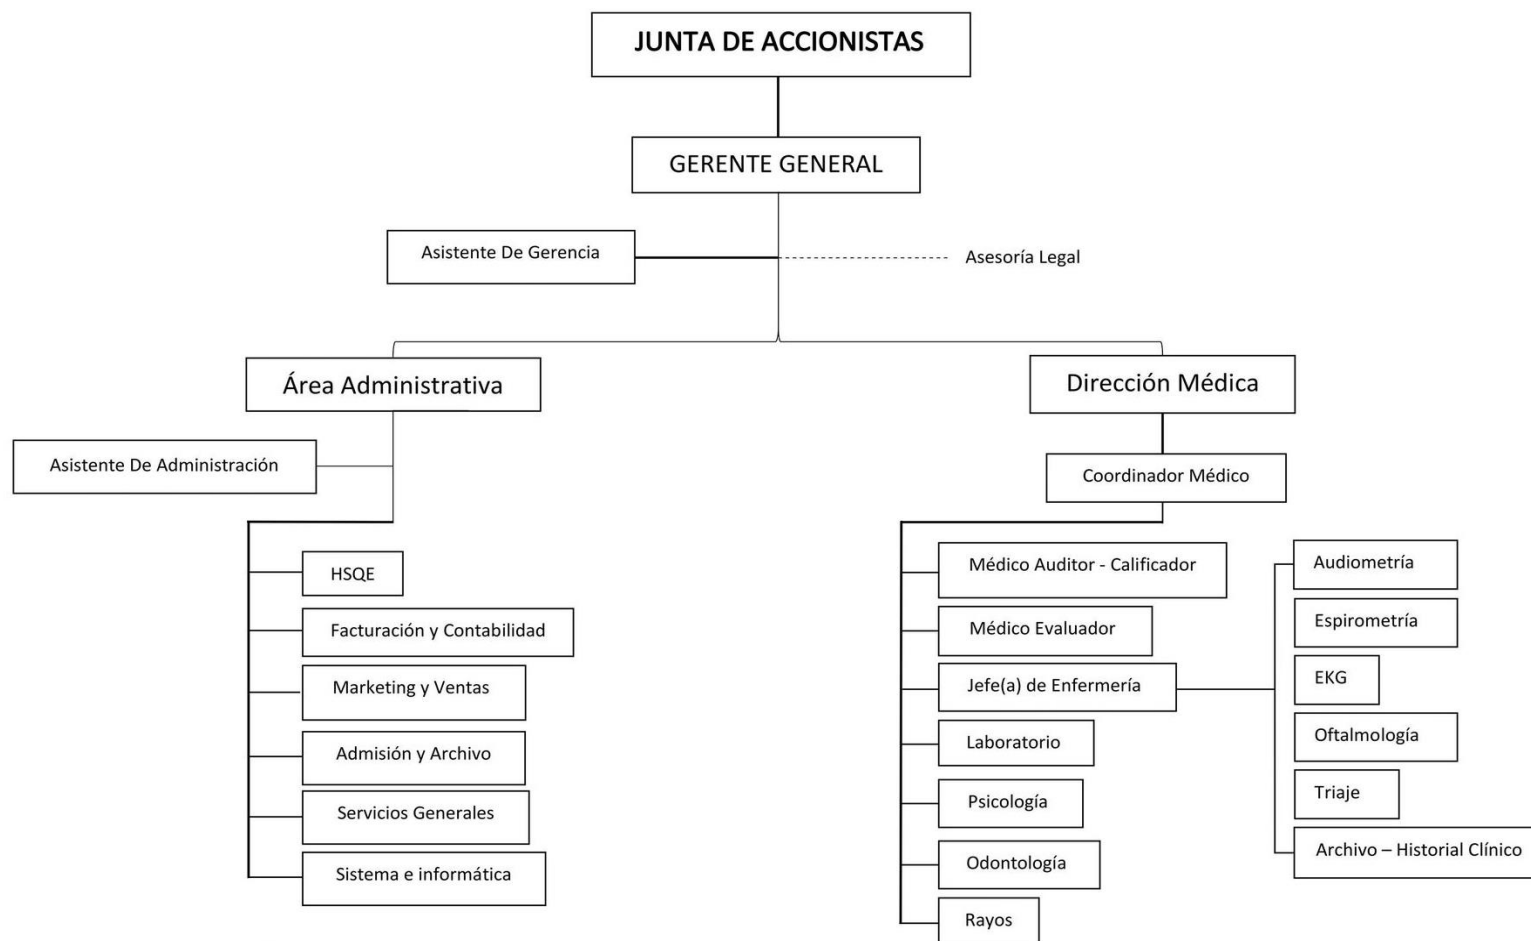 JUNTA DE ACCIONISTAS
GERENTE GENERAL
Asistente De Gerencia
Asesoría Legal
Área Administrativa
Dirección Médica
Asistente De Administración
Coordinador Médico
HSQE
Facturación y Contabilidad
Marketing y Ventas
Admisión y Archivo
Servicios Generales
Sistema e informática
Médico Auditor - Calificador
Médico Evaluador
Jefe(a) de Enfermería
Laboratorio
Psicología
Odontología
Rayos
Audiometría
Espirometría
EKG
Oftalmología
Triaje
Archivo – Historial Clínico